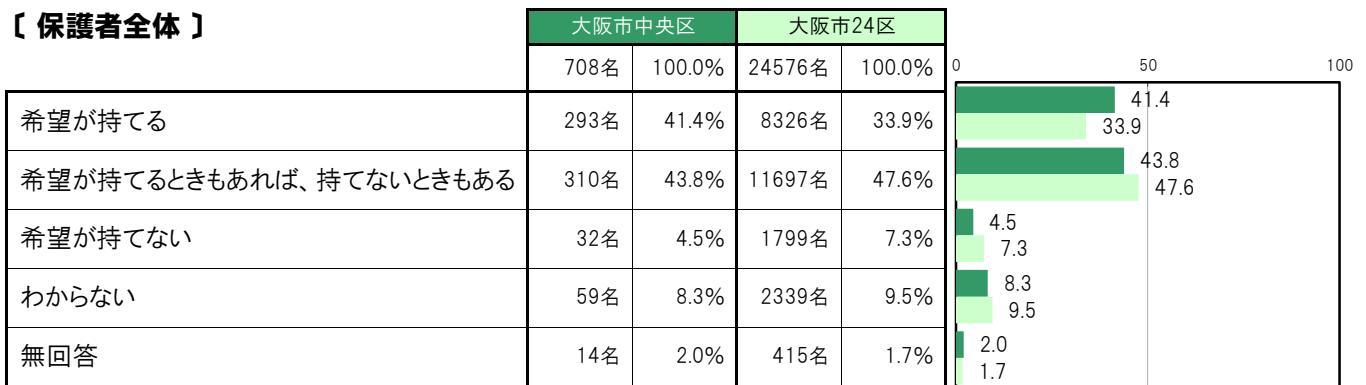 〔 保護者全体 〕
大阪市中央区 大阪市24区
708名 100.0% 24576名 100.0%
0 50 100
希望が持てる 293名 41.4% 8326名 33.9%
41.4
33.9
希望が持てるときもあれば、持てないときもある 310名 43.8% 11697名 47.6%
43.8
47.6
希望が持てない 32名 4.5% 1799名 7.3%
4.5
7.3
わからない 59名 8.3% 2339名 9.5%
8.3
9.5
無回答 14名 2.0% 415名 1.7%
2.0
1.7